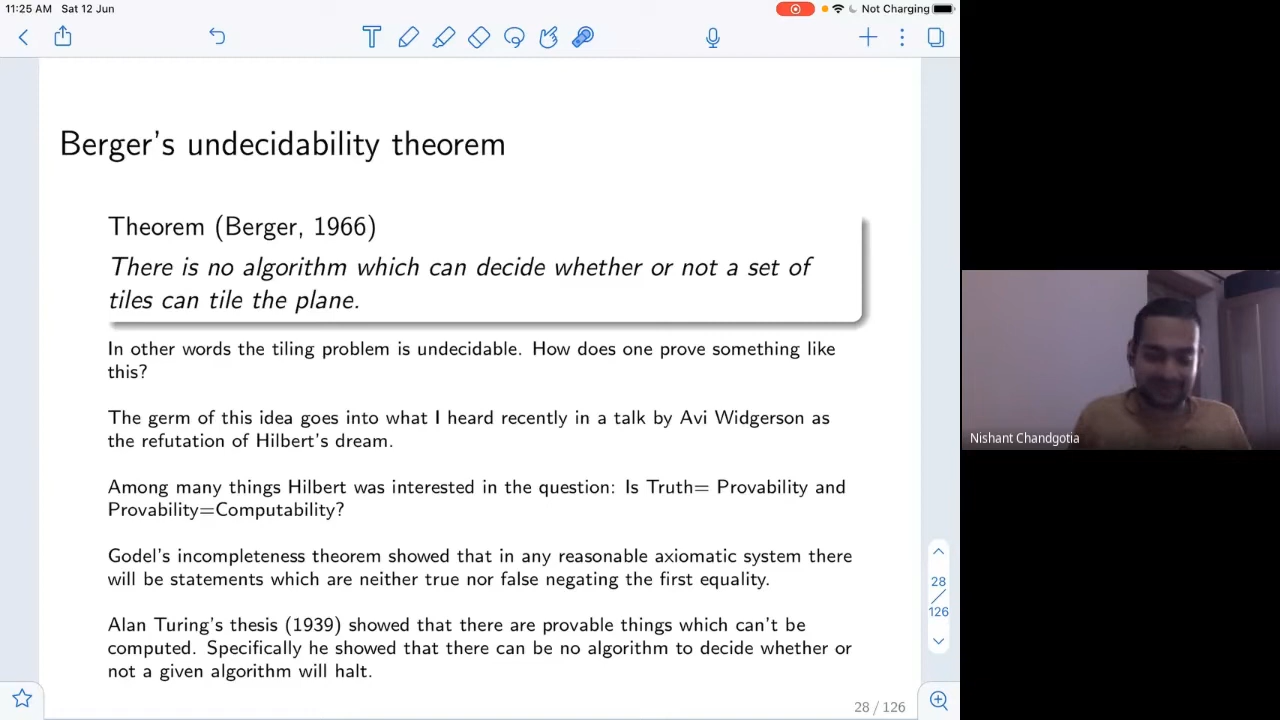 11:25 AM Sat 12 Jun
Not Charging
Berger's undecidability theorem
Theorem (Berger, 1966)
There is no algorithm which can decide whether or not a set of
tiles can tile the plane.
In other words the tiling problem is undecidable. How does one prove something like
this?
The germ of this idea goes into what I heard recently in a talk by Avi Widgerson as
the refutation of Hilbert's dream.
Among many things Hilbert was interested in the question: Is Truth= Provability and
Provability=Computability?
Godel's incompleteness theorem showed that in any reasonable axiomatic system there
will be statements which are neither true nor false negating the first equality.
Alan Turing's thesis (1939) showed that there are provable things which can't be
computed. Specifically he showed that there can be no algorithm to decide whether or
not a given algorithm will halt.
28 / 126
28
/
126
Nishant Chandgotia